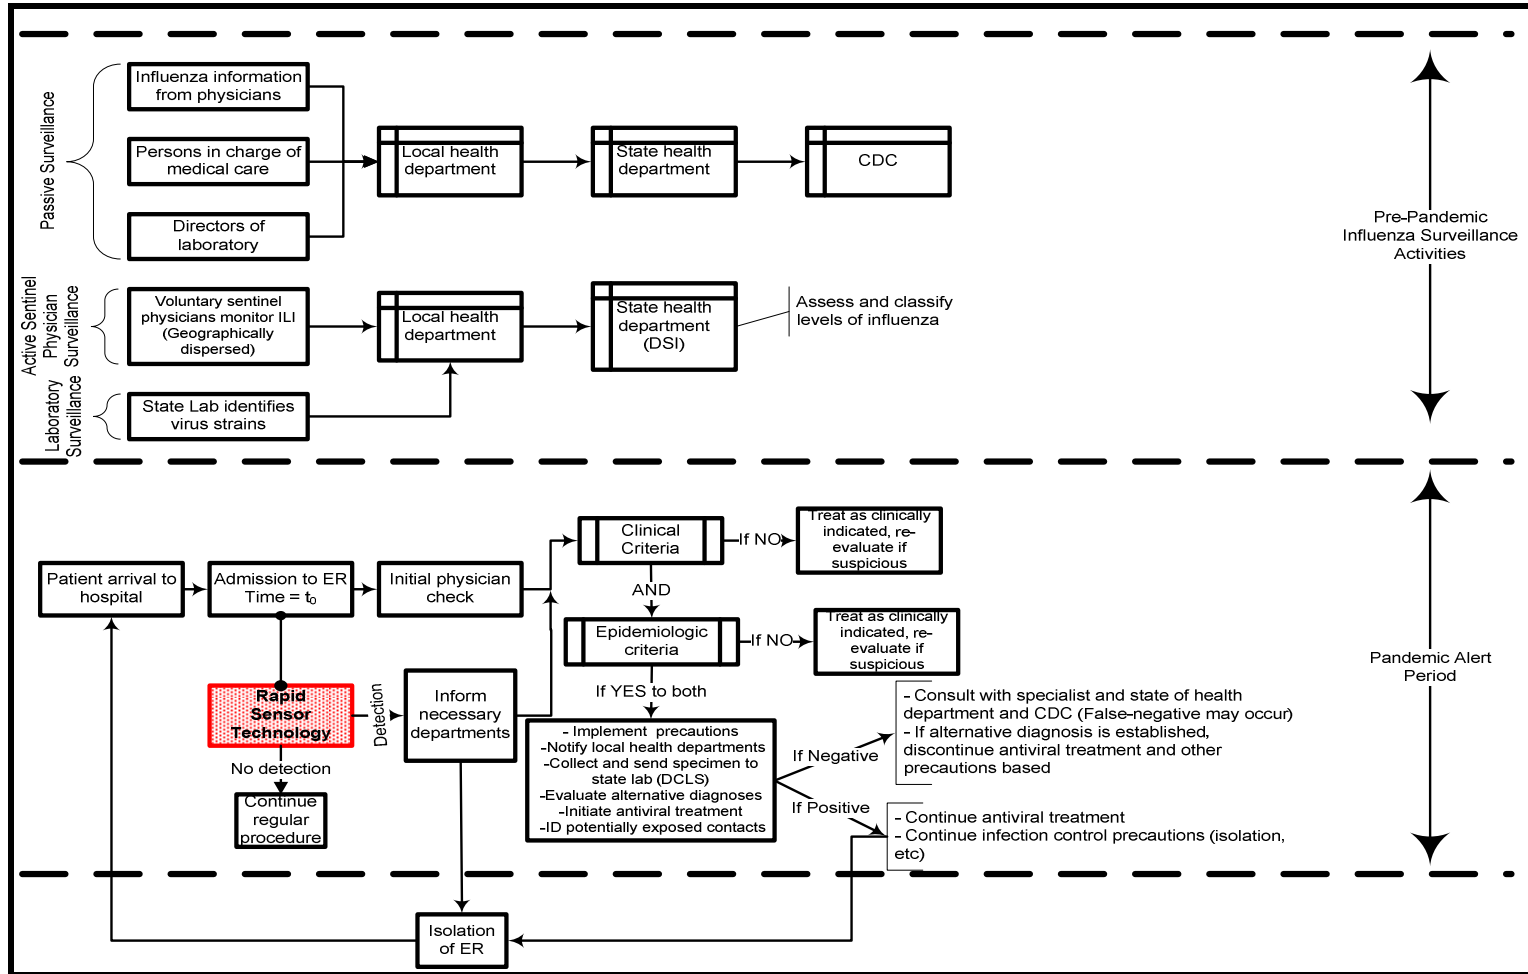 Passive Surveillance
Influenza information
from physicians
Persons in charge of
medical care
Directors of
laboratory
Local health
department
State health
department
CDC
Pre-Pandemic
Influenza Surveillance
Activities
Active Sentinel
Physician
Surveillance
Voluntary sentinel
physicians monitor ILI
(Geographically
dispersed)
Local health
department
State health
department
(DSI)
Assess and classify
levels of influenza
Laboratory
Surveillance
State Lab identifies
virus strains
Patient arrival to
hospital
Admission to ER
Time = t₀
Initial physician
check
Clinical
Criteria
If NO
Treat as clinically
indicated, re-
evaluate if
suspicious
AND
Epidemiologic
criteria
If NO
Treat as clinically
indicated, re-
evaluate if
suspicious
Pandemic Alert
Period
Rapid
Sensor
Technology
Detection
Inform
necessary
departments
No detection
Continue
regular
procedure
If YES to both
- Implement precautions
-Notify local health departments
-Collect and send specimen to
state lab (DCLS)
-Evaluate alternative diagnoses
-Initiate antiviral treatment
-ID potentially exposed contacts
If Negative
- Consult with specialist and state of health
department and CDC (False-negative may occur)
- If alternative diagnosis is established,
discontinue antiviral treatment and other
precautions based
If Positive
- Continue antiviral treatment
- Continue infection control precautions (isolation,
etc)
Isolation
of ER